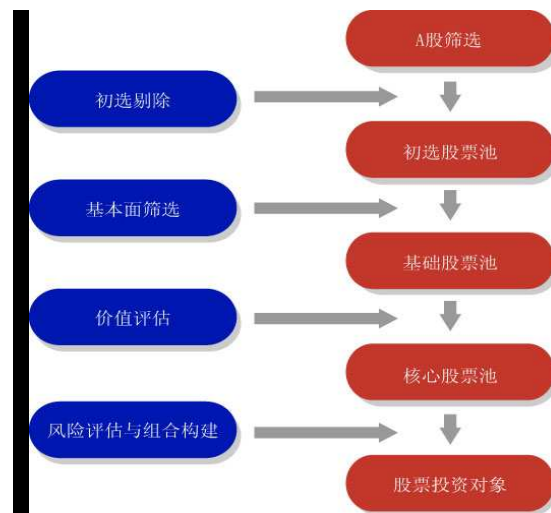 A股筛选
初选剔除
初选股票池
基本面筛选
基础股票池
价值评估
核心股票池
风险评估与组合构建
股票投资对象